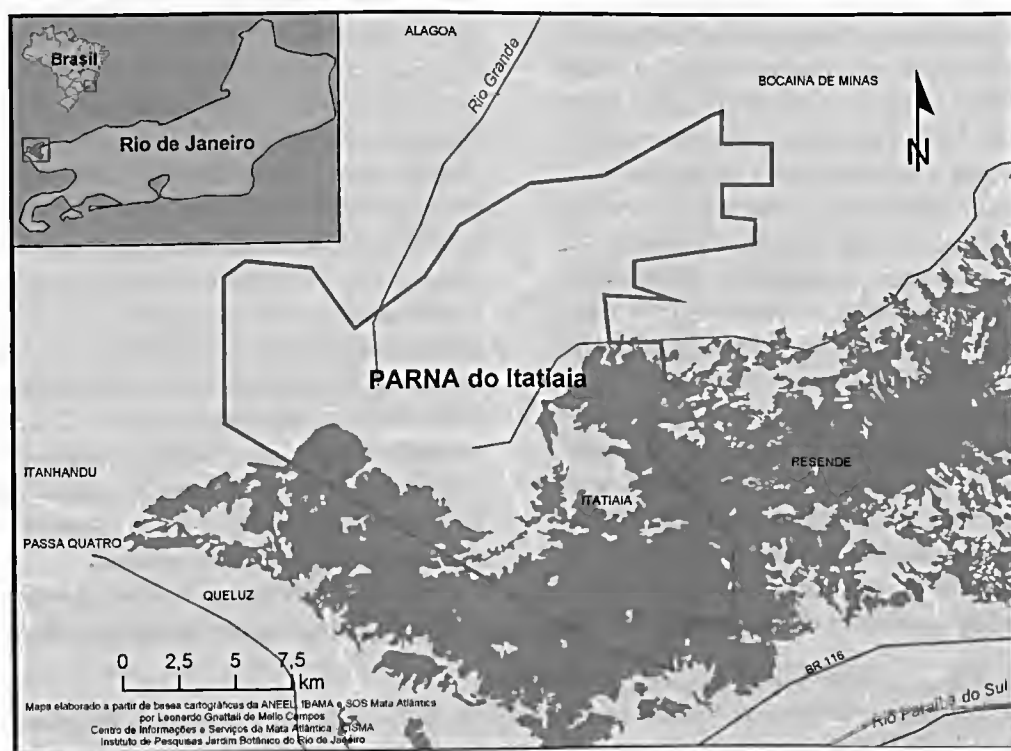 Brasil
Rio de Janeiro
ALAGOA
Rio Grande
BOCAINA DE MINAS
N
PARNA do Itatiaia
ITANHANDU
RESENDE
ITATIAIA
PASSA QUATRO
QUELUZ
0 2,5 5 7,5
km
BR 116
Rio Paraíba do Sul
Mapa elaborado a partir de bases cartográficas da ANEEL, IBAMA e SOS Mata Atlântica
por Leonardo Gnattali de Mello Campos
Centro de Informações e Serviços da Mata Atlântica - CISMA
Instituto de Pesquisas Jardim Botânico do Rio de Janeiro